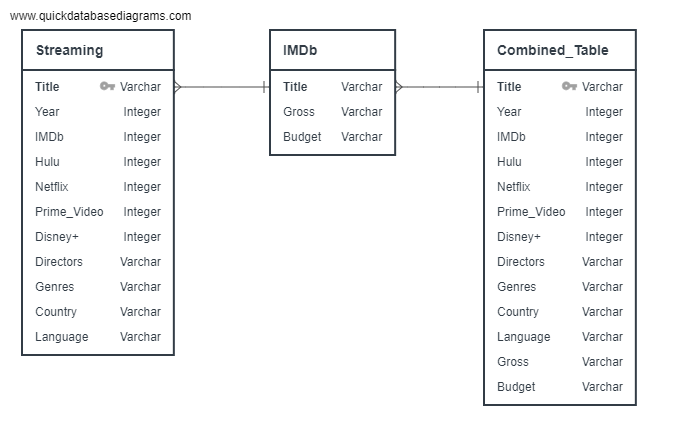 www.quickdatabasediagrams.com
Streaming
Title Varchar
Year Integer
IMDb Integer
Hulu Integer
Netflix Integer
Prime_Video Integer
Disney+ Integer
Directors Varchar
Genres Varchar
Country Varchar
Language Varchar
IMDb
Title Varchar
Gross Varchar
Budget Varchar
Combined_Table
Title Varchar
Year Integer
IMDb Integer
Hulu Integer
Netflix Integer
Prime_Video Integer
Disney+ Integer
Directors Varchar
Genres Varchar
Country Varchar
Language Varchar
Gross Varchar
Budget Varchar